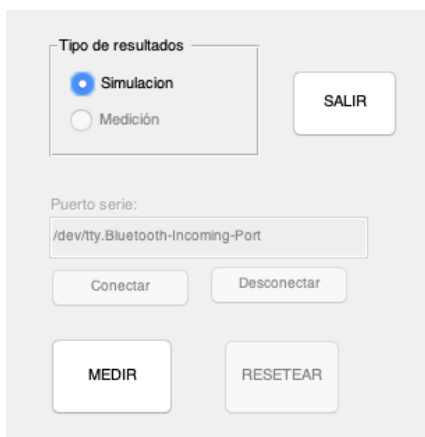 Tipo de resultados
Simulacion
Medición
SALIR
Puerto serie:
/dev/tty.Bluetooth-Incoming-Port
Conectar
Desconectar
MEDIR
RESETEAR